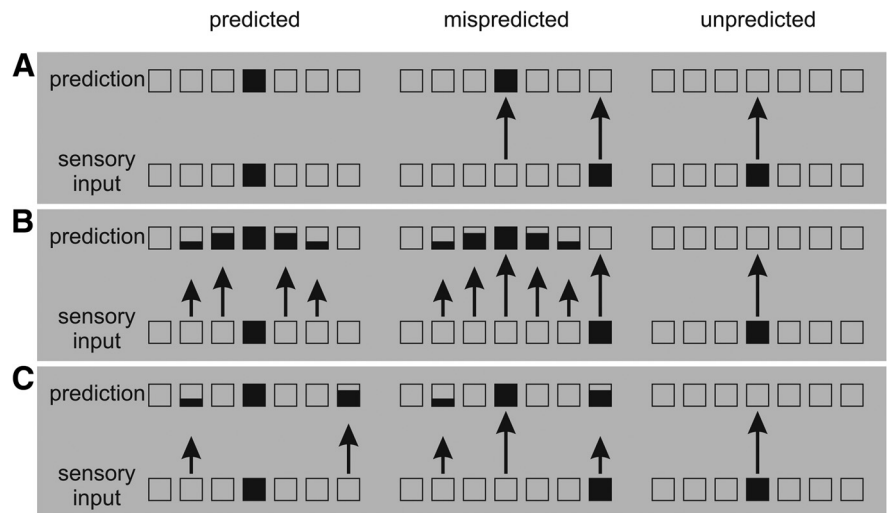 predicted mispredicted unpredicted
A
prediction
sensory
input
B
prediction
sensory
input
C
prediction
sensory
input